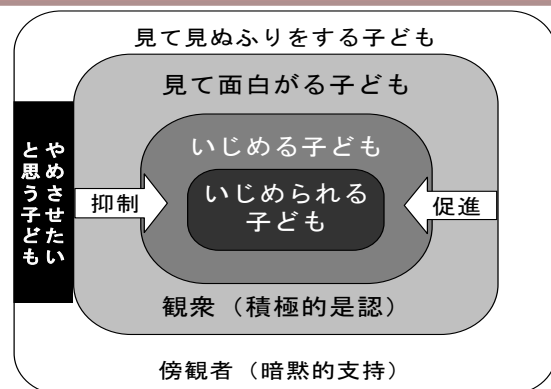 見て見ぬふりをする子ども
見て面白がる子ども
いじめる子ども
いじめられる
子ども
やめさせたい
と思う子ども
抑制
促進
観衆（積極的是認）
傍観者（暗黙的支持）